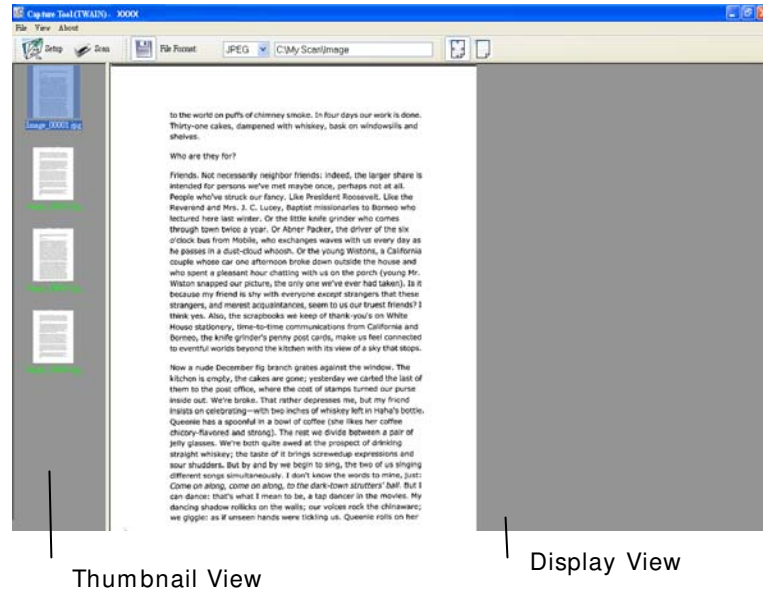 Capture Tool(TWAIN) - XXXXX
File View About
Setup Scan File Format: JPEG C:\My Scan\Image
Image_00001.jpg
to the world on puffs of chimney smoke. In four days our work is done.
Thirty-one cakes, dampened with whiskey, bask on windowsills and
shelves.
Who are they for?
Friends. Not necessarily neighbor friends: indeed, the larger share is
intended for persons we've met maybe once, perhaps not at all.
People who've struck our fancy. Like President Roosevelt. Like the
Reverend and Mrs. J. C. Lucey, Baptist missionaries to Borneo who
lectured here last winter. Or the little knife grinder who comes
through town twice a year. Or Abner Packer, the driver of the six
o'clock bus from Mobile, who exchanges waves with us every day as
he passes in a dust-cloud whoosh. Or the young Wistons, a California
couple whose car one afternoon broke down outside the house and
who spent a pleasant hour chatting with us on the porch (young Mr.
Wiston snapped our picture, the only one we've ever had taken). Is it
because my friend is shy with everyone except strangers that these
strangers, and merest acquaintances, seem to us our truest friends? I
think yes. Also, the scrapbooks we keep of thank-you's on White
House stationery, time-to-time communications from California and
Borneo, the knife grinder's penny post cards, make us feel connected
to eventful worlds beyond the kitchen with its view of a sky that stops.
Now a nude December fig branch grates against the window. The
kitchen is empty, the cakes are gone; yesterday we carted the last of
them to the post office, where the cost of stamps turned our purse
inside out. We're broke. That rather depresses me, but my friend
insists on celebrating—with two inches of whiskey left in Haha's bottle.
Queenie has a spoonful in a bowl of coffee (she likes her coffee
chicory-flavored and strong). The rest we divide between a pair of
jelly glasses. We're both quite awed at the prospect of drinking
straight whiskey; the taste of it brings screwedup expressions and
sour shudders. But by and by we begin to sing, the two of us singing
different songs simultaneously. I don't know the words to mine, just:
Come on along, come on along, to the dark-town strutters' ball. But I
can dance: that's what I mean to be, a tap dancer in the movies. My
dancing shadow rollicks on the walls; our voices rock the chinaware;
we giggle: as if unseen hands were tickling us. Queenie rolls on her
Thumbnail View
Display View